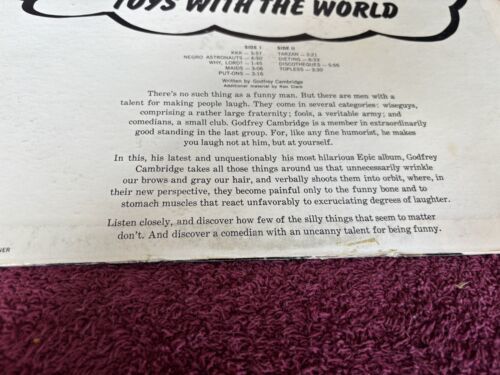 TOYS WITH THE WORLD
SIDE I
KKK — 5:57
NEGRO ASTRONAUTS — 4:50
WHY, LORD? — 1:45
MAIDS — 3:06
PUT-ONS — 3:16
SIDE II
TARZAN — 3:21
DIETING — 6:33
DISCOTHEQUES — 5:56
TOPLESS — 3:30
Written by Godfrey Cambridge
Additional material by Ron Clark
There's no such thing as a funny man. But there are men with a
talent for making people laugh. They come in several categories: wiseguys,
comprising a rather large fraternity; fools, a veritable army; and
comedians, a small club. Godfrey Cambridge is a member in extraordinarily
good standing in the last group. For, like any fine humorist, he makes
you laugh not at him, but at yourself.
In this, his latest and unquestionably his most hilarious Epic album, Godfrey
Cambridge takes all those things around us that unnecessarily wrinkle
our brows and gray our hair, and verbally shoots them into orbit, where, in
their new perspective, they become painful only to the funny bone and to
stomach muscles that react unfavorably to excruciating degrees of laughter.
Listen closely, and discover how few of the silly things that seem to matter
don't. And discover a comedian with an uncanny talent for being funny.